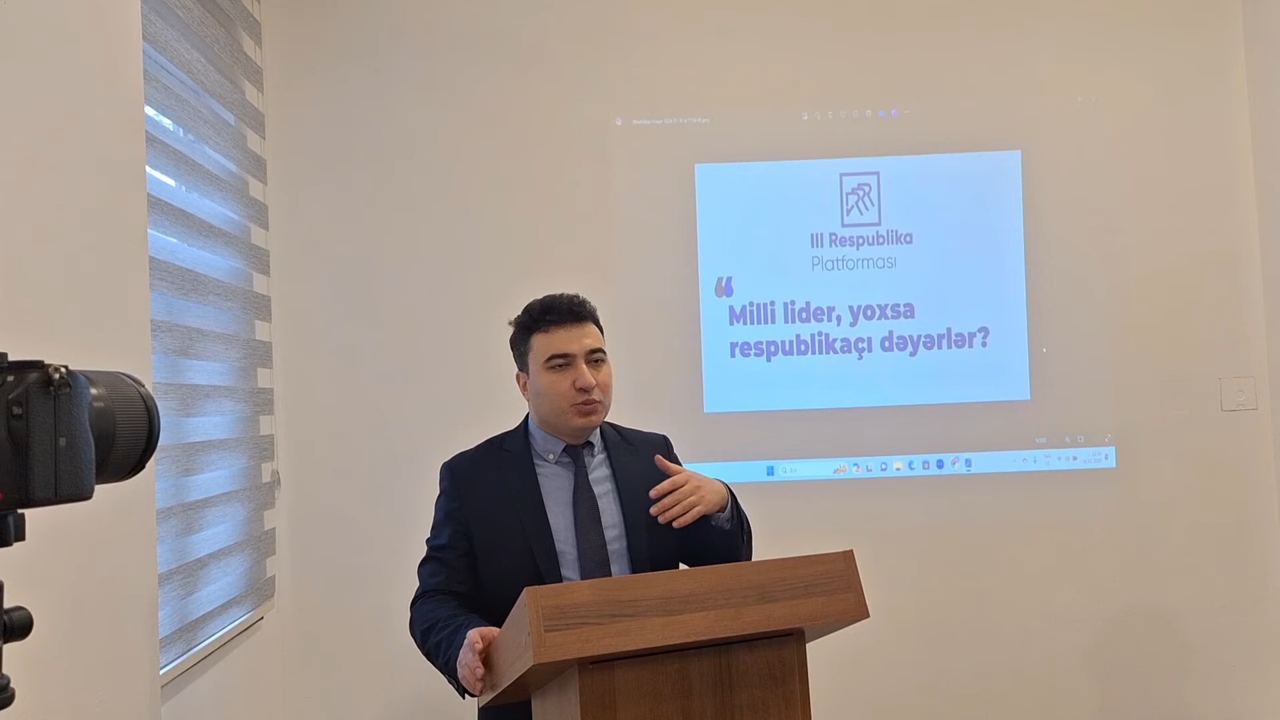 III Respublika
Platforması
“Milli lider, yoxsa
respublikaçı dəyərlər?